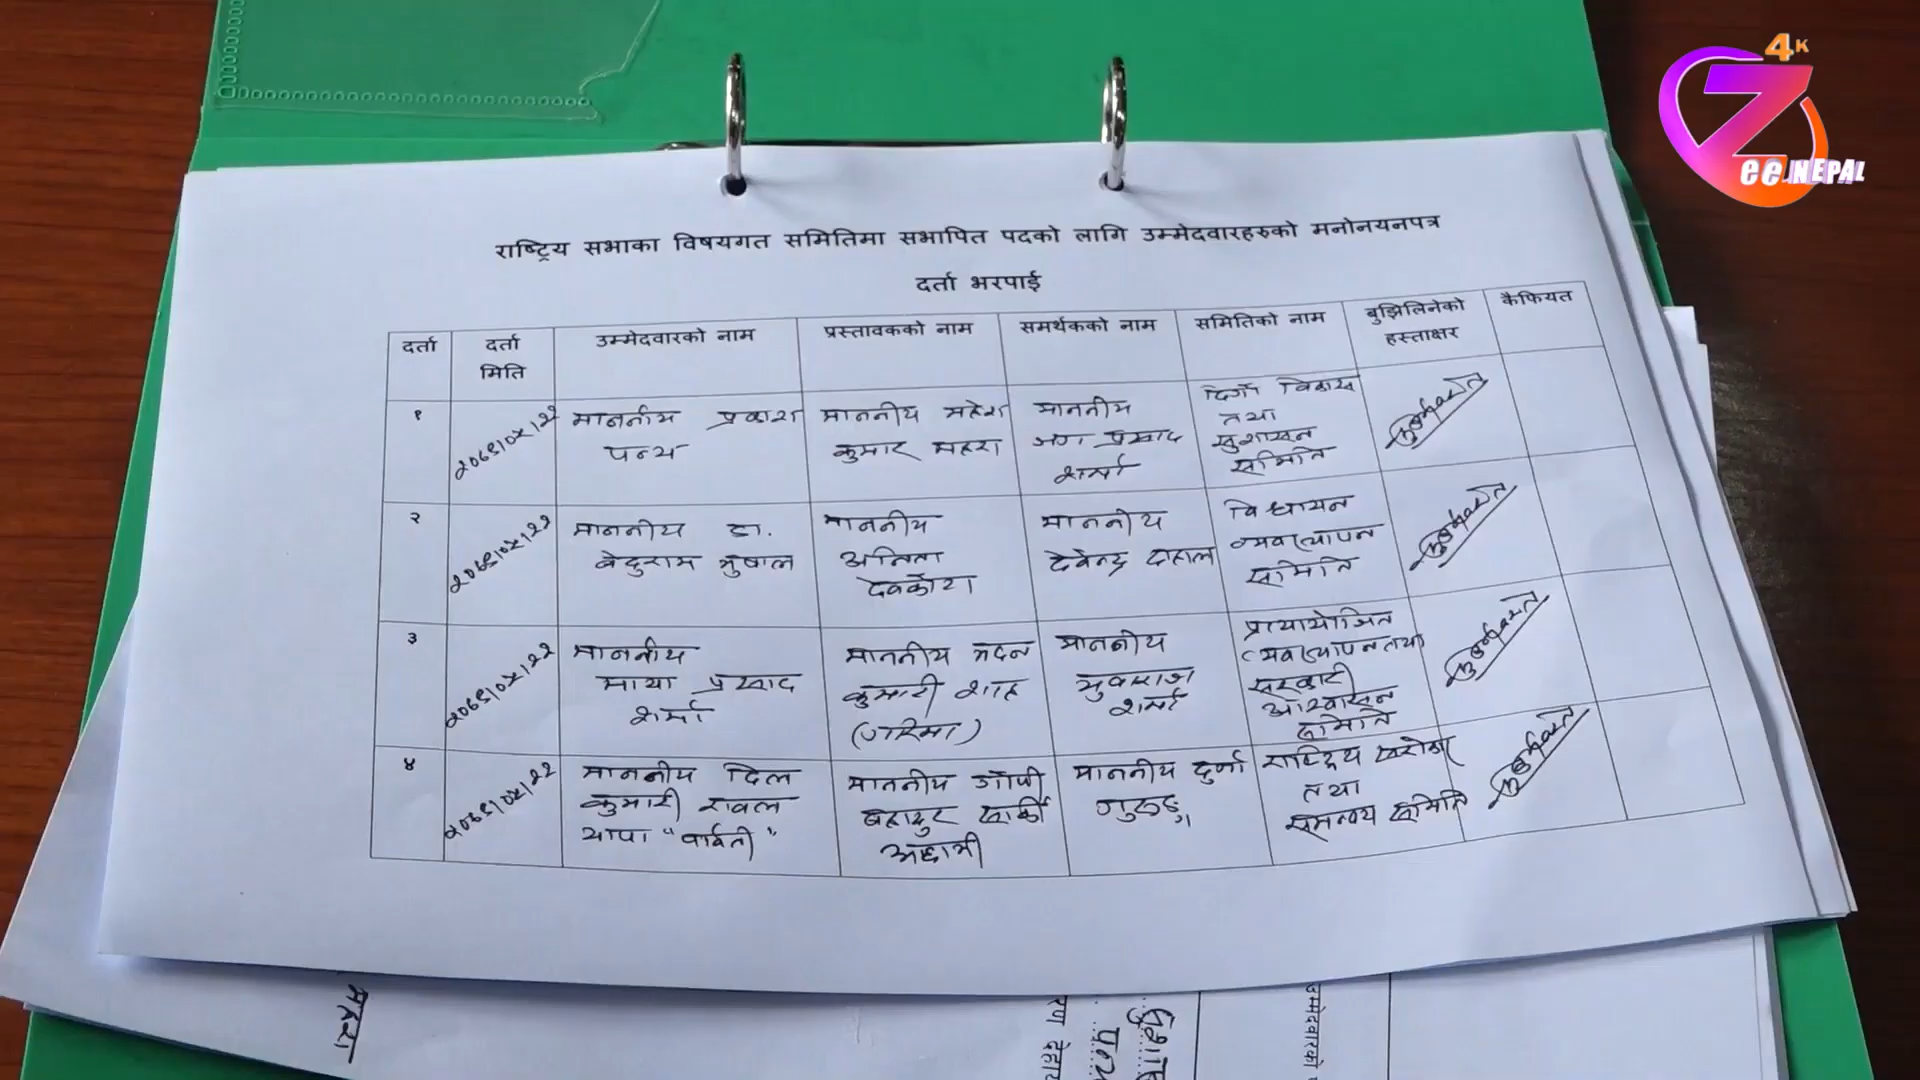 4K
Zee NEPAL
राष्ट्रिय सभाका विषयगत समितिमा सभापति पदको लागि उम्मेदवारहरुको मनोनयनपत्र
दर्ता भरपाई
दर्ता
दर्ता मिति
उम्मेदवारको नाम
प्रस्तावकको नाम
समर्थकको नाम
समितिको नाम
बुझिलिनेको हस्ताक्षर
कैफियत
१
माननीय प्रकाश
पन्थ
माननीय महेश
कुमार महरा
माननीय
जग प्रसाद
शर्मा
दिगो विकास
तथा
सुशासन
समिति
२
माननीय डा.
बेदुराम भुषाल
माननीय
अनिता
देवकोटा
माननीय
देवेन्द्र दाहाल
विधायन
व्यवस्थापन
समिति
३
माननीय
माया प्रसाद
शर्मा
माननीय मदन
कुमारी शाह
(गरिमा)
माननीय
युवराज
शर्मा
प्रत्यायोजित
व्यवस्थापन तथा
सरकारी
आश्वासन
समिति
४
माननीय दिल
कुमारी रावल
थापा "पार्वती"
माननीय गोपी
बहादुर सार्की
अछामी
माननीय दुर्गा
गुरुङ
राष्ट्रिय सरोकार
तथा
समन्वय समिति